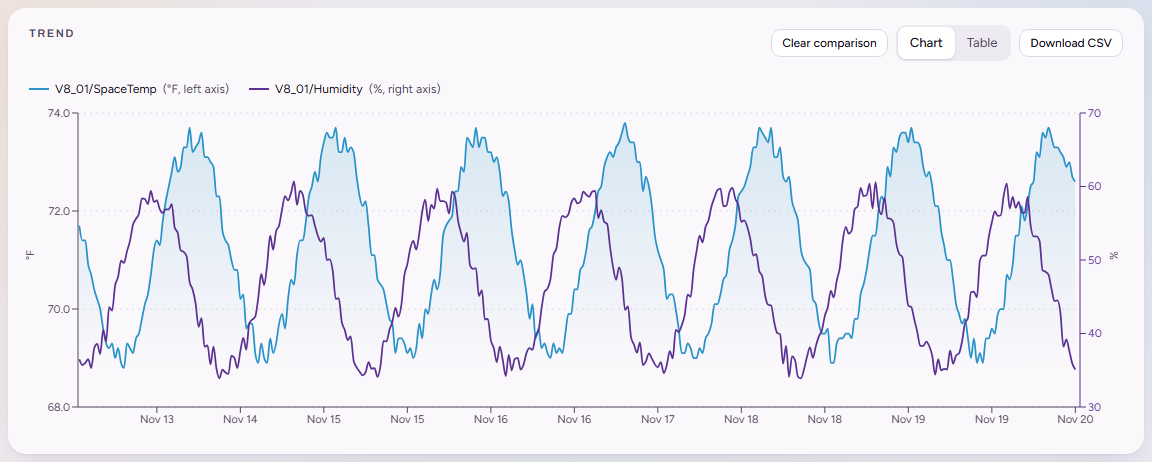 TREND
Clear comparison Chart Table Download CSV
V8_01/SpaceTemp (°F, left axis) V8_01/Humidity (%, right axis)
74.0 70
60
72.0
°F 50 %
70.0
40
68.0 30
Nov 13 Nov 14 Nov 15 Nov 15 Nov 16 Nov 16 Nov 17 Nov 18 Nov 18 Nov 19 Nov 19 Nov 20